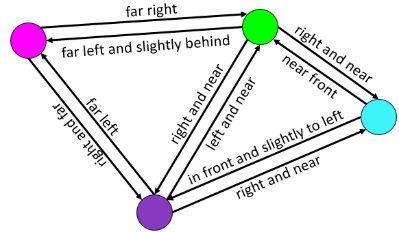 far right
far left and slightly behind
right and near
near front
right and near
left and near
far left
right and far
in front and slightly to left
right and near